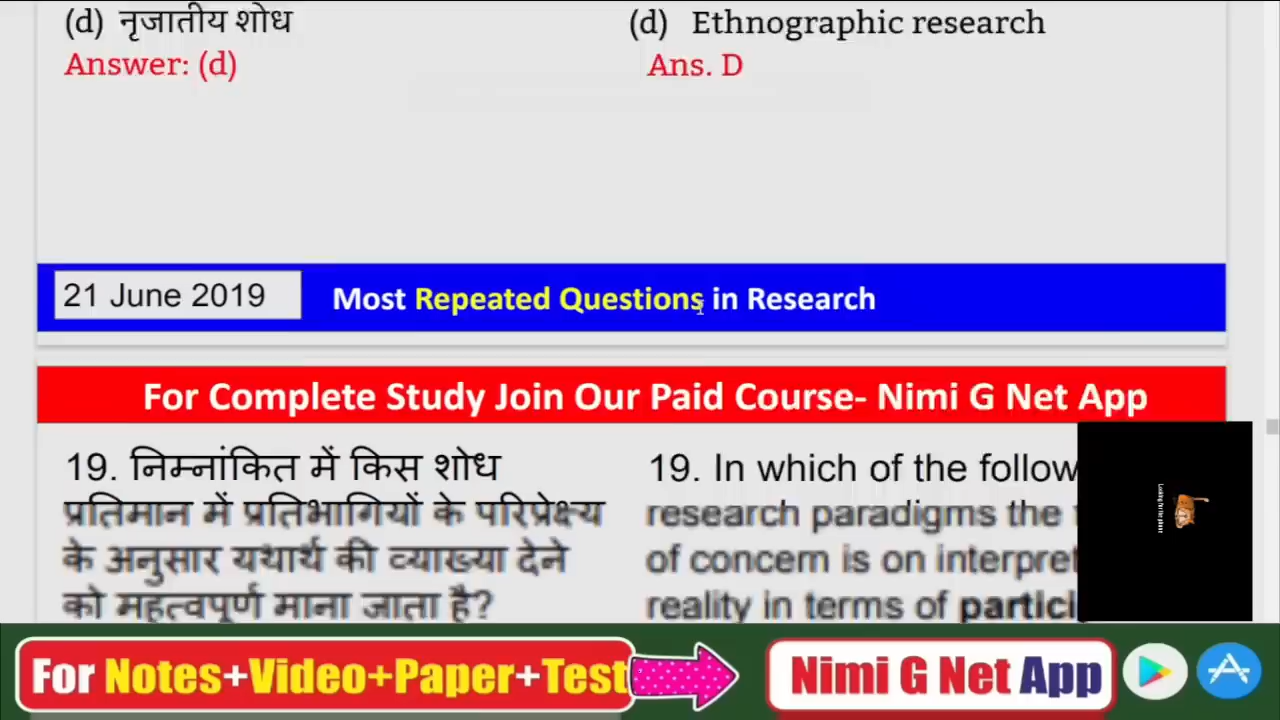 (d) नृजातीय शोध
Answer: (d)
(d) Ethnographic research
Ans. D
21 June 2019
Most Repeated Questions in Research
For Complete Study Join Our Paid Course- Nimi G Net App
19. निम्नांकित में किस शोध
प्रतिमान में प्रतिभागियों के परिप्रेक्ष्य
के अनुसार यथार्थ की व्याख्या देने
को महत्वपूर्ण माना जाता है?
19. In which of the follow
research paradigms the
of concern is on interpret
reality in terms of partici
For Notes+Video+Paper+Test
Nimi G Net App